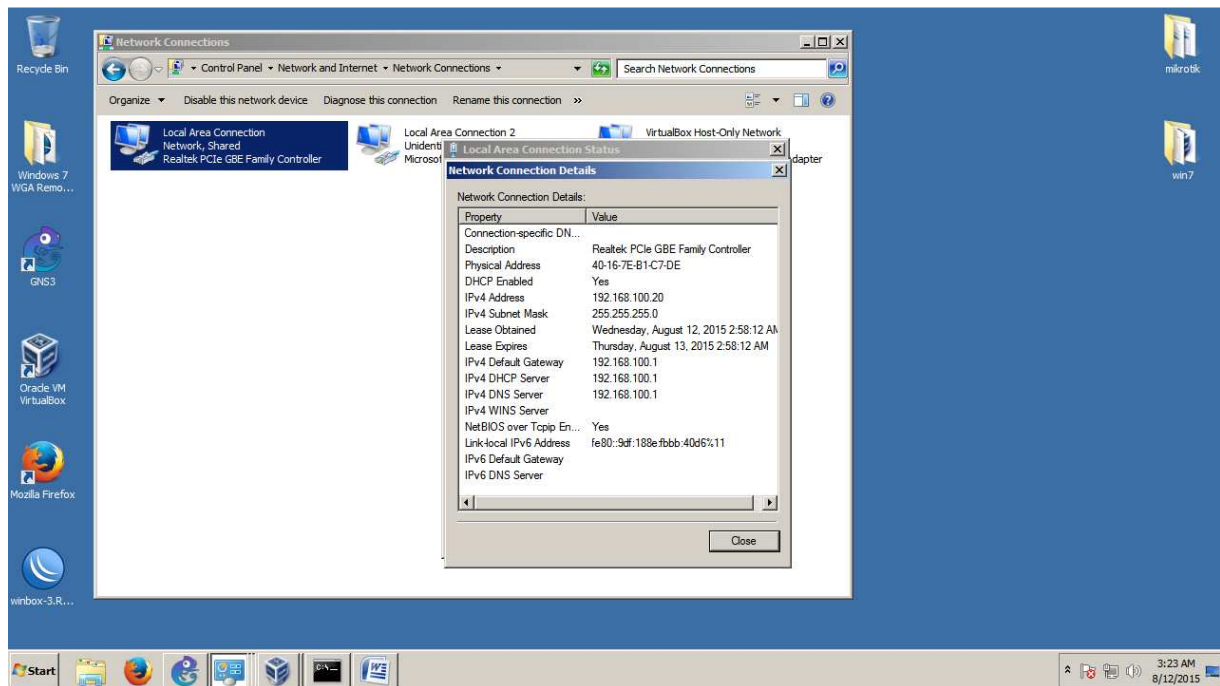 Recycle Bin
Windows 7
WGA Remo...
GNS3
Oracle VM
VirtualBox
Mozilla Firefox
winbox-3.R...
mikrotik
win7
Network Connections
Control Panel Network and Internet Network Connections
Search Network Connections
Organize Disable this network device Diagnose this connection Rename this connection »
Local Area Connection
Network, Shared
Realtek PCIe GBE Family Controller
Local Area Connection 2
Unidenti
Microsof
VirtualBox Host-Only Network
dapter
Local Area Connection Status
Network Connection Details
Network Connection Details:
Property Value
Connection-specific DN...
Description Realtek PCIe GBE Family Controller
Physical Address 40-16-7E-B1-C7-DE
DHCP Enabled Yes
IPv4 Address 192.168.100.20
IPv4 Subnet Mask 255.255.255.0
Lease Obtained Wednesday, August 12, 2015 2:58:12 AM
Lease Expires Thursday, August 13, 2015 2:58:12 AM
IPv4 Default Gateway 192.168.100.1
IPv4 DHCP Server 192.168.100.1
IPv4 DNS Server 192.168.100.1
IPv4 WINS Server
NetBIOS over Tcpip En... Yes
Link-local IPv6 Address fe80::9df:188e:fbbb:40d6%11
IPv6 Default Gateway
IPv6 DNS Server
Close
Start
3:23 AM
8/12/2015